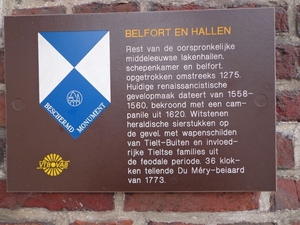 BELFORT EN HALLEN
Rest van de oorspronkelijke
middeleeuwse lakenhallen,
schepenkamer en belfort,
opgetrokken omstreeks 1275.
Huidige renaissancistische
gevelopmaak dateert van 1558-
1560, bekroond met een cam-
panile uit 1620. Witstenen
heraldische sierstukken op
de gevel met wapenschilden
van Tielt-Buiten en invloed-
rijke Tieltse families uit
de feodale periode. 36 klok-
ken tellende Du Méry-beiaard
van 1773.
BESCHERMD MONUMENT
VTB-VAB